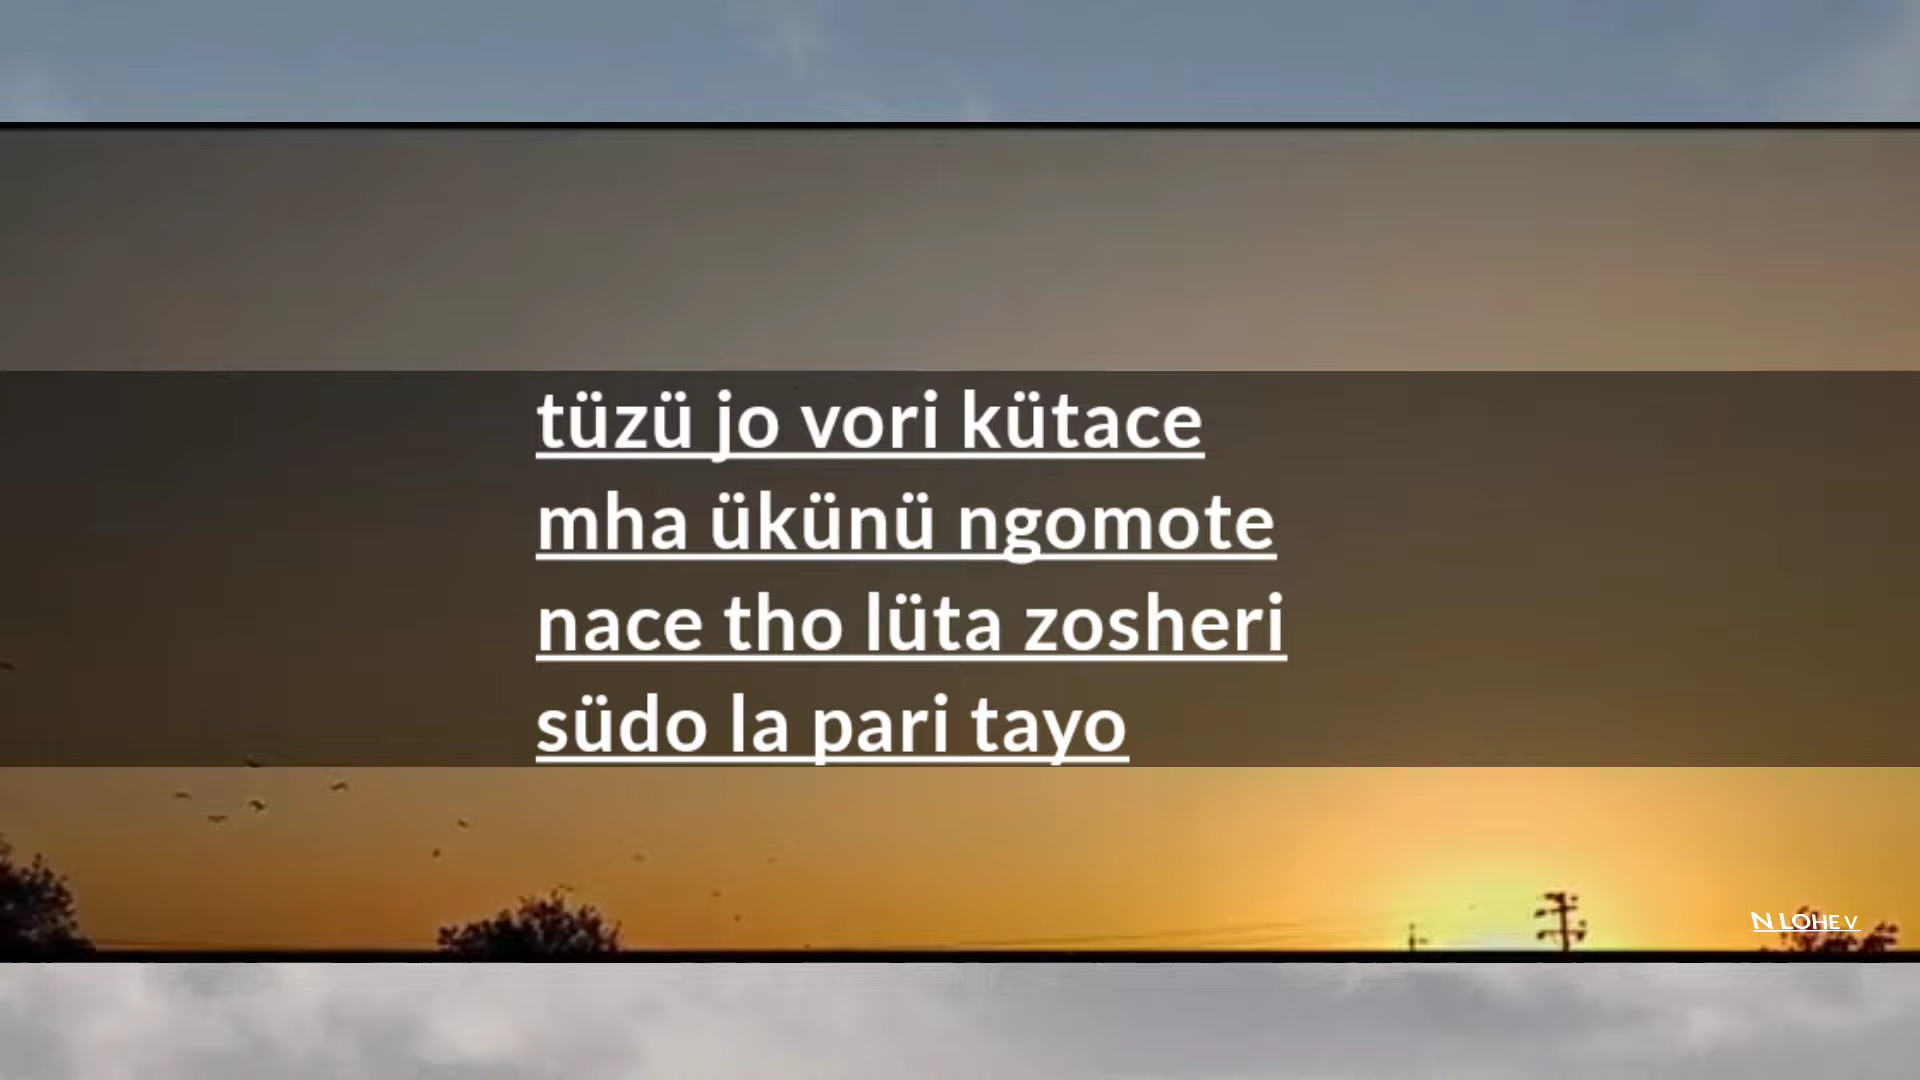 tüzü jo vori kütace
mha ükünü ngomote
nace tho lüta zosheri
südo la pari tayo
N LOHE V